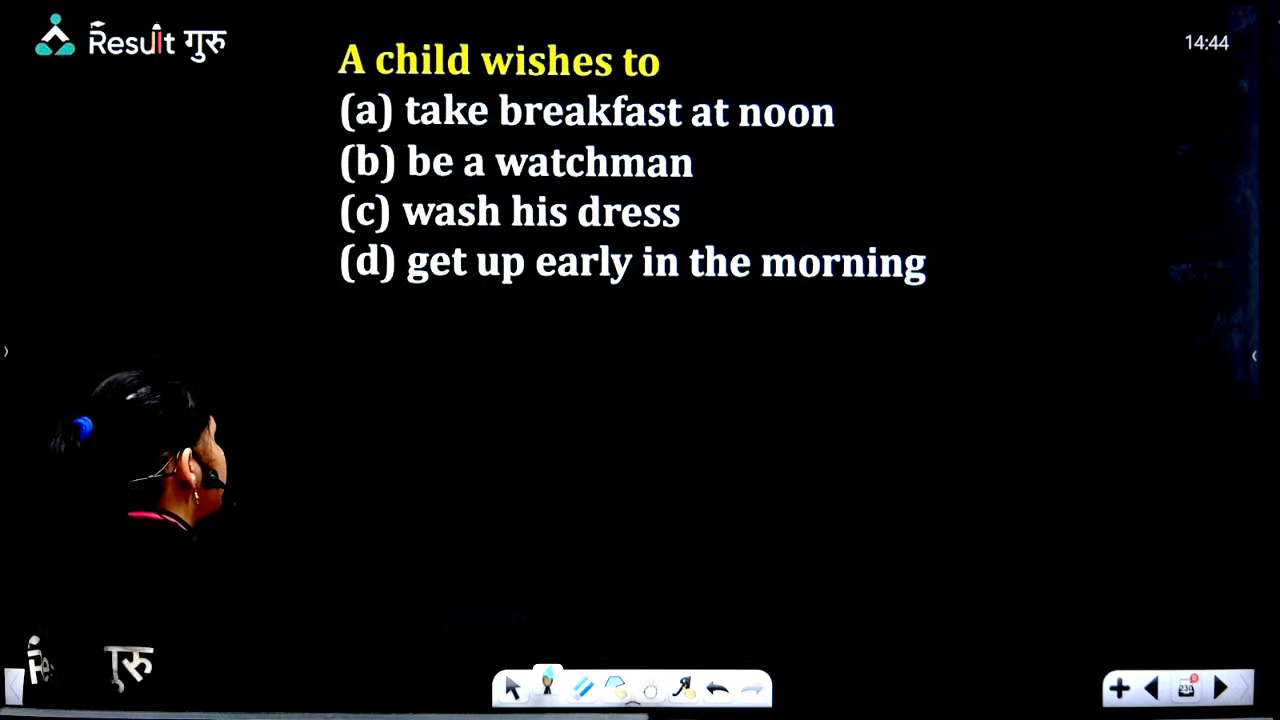 Result गुरु
14:44
A child wishes to
(a) take breakfast at noon
(b) be a watchman
(c) wash his dress
(d) get up early in the morning